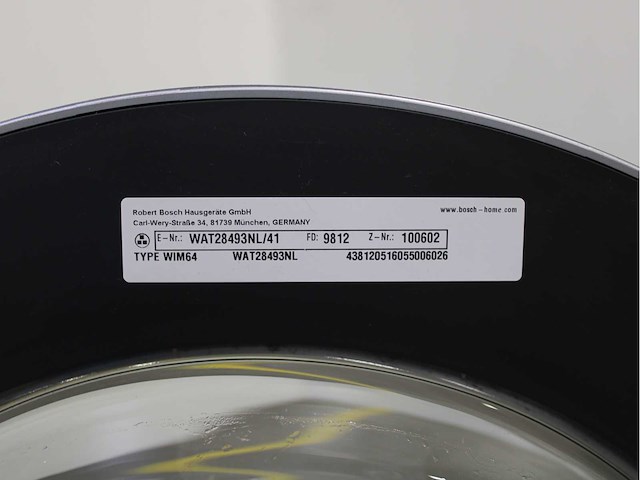 Robert Bosch Hausgeräte GmbH www.bosch-home.com
Carl-Wery-Straße 34, 81739 München, GERMANY
E-Nr.: WAT28493NL/41 FD: 9812 Z-Nr.: 100602
TYPE WIM64 WAT28493NL 438120516055006026